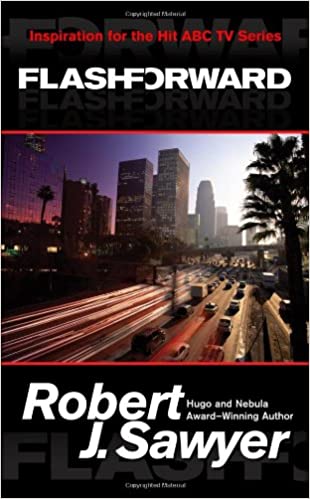 Inspiration for the Hit ABC TV Series
FLASHFORWARD
Robert
Hugo and Nebula
Award–Winning Author
J. Sawyer